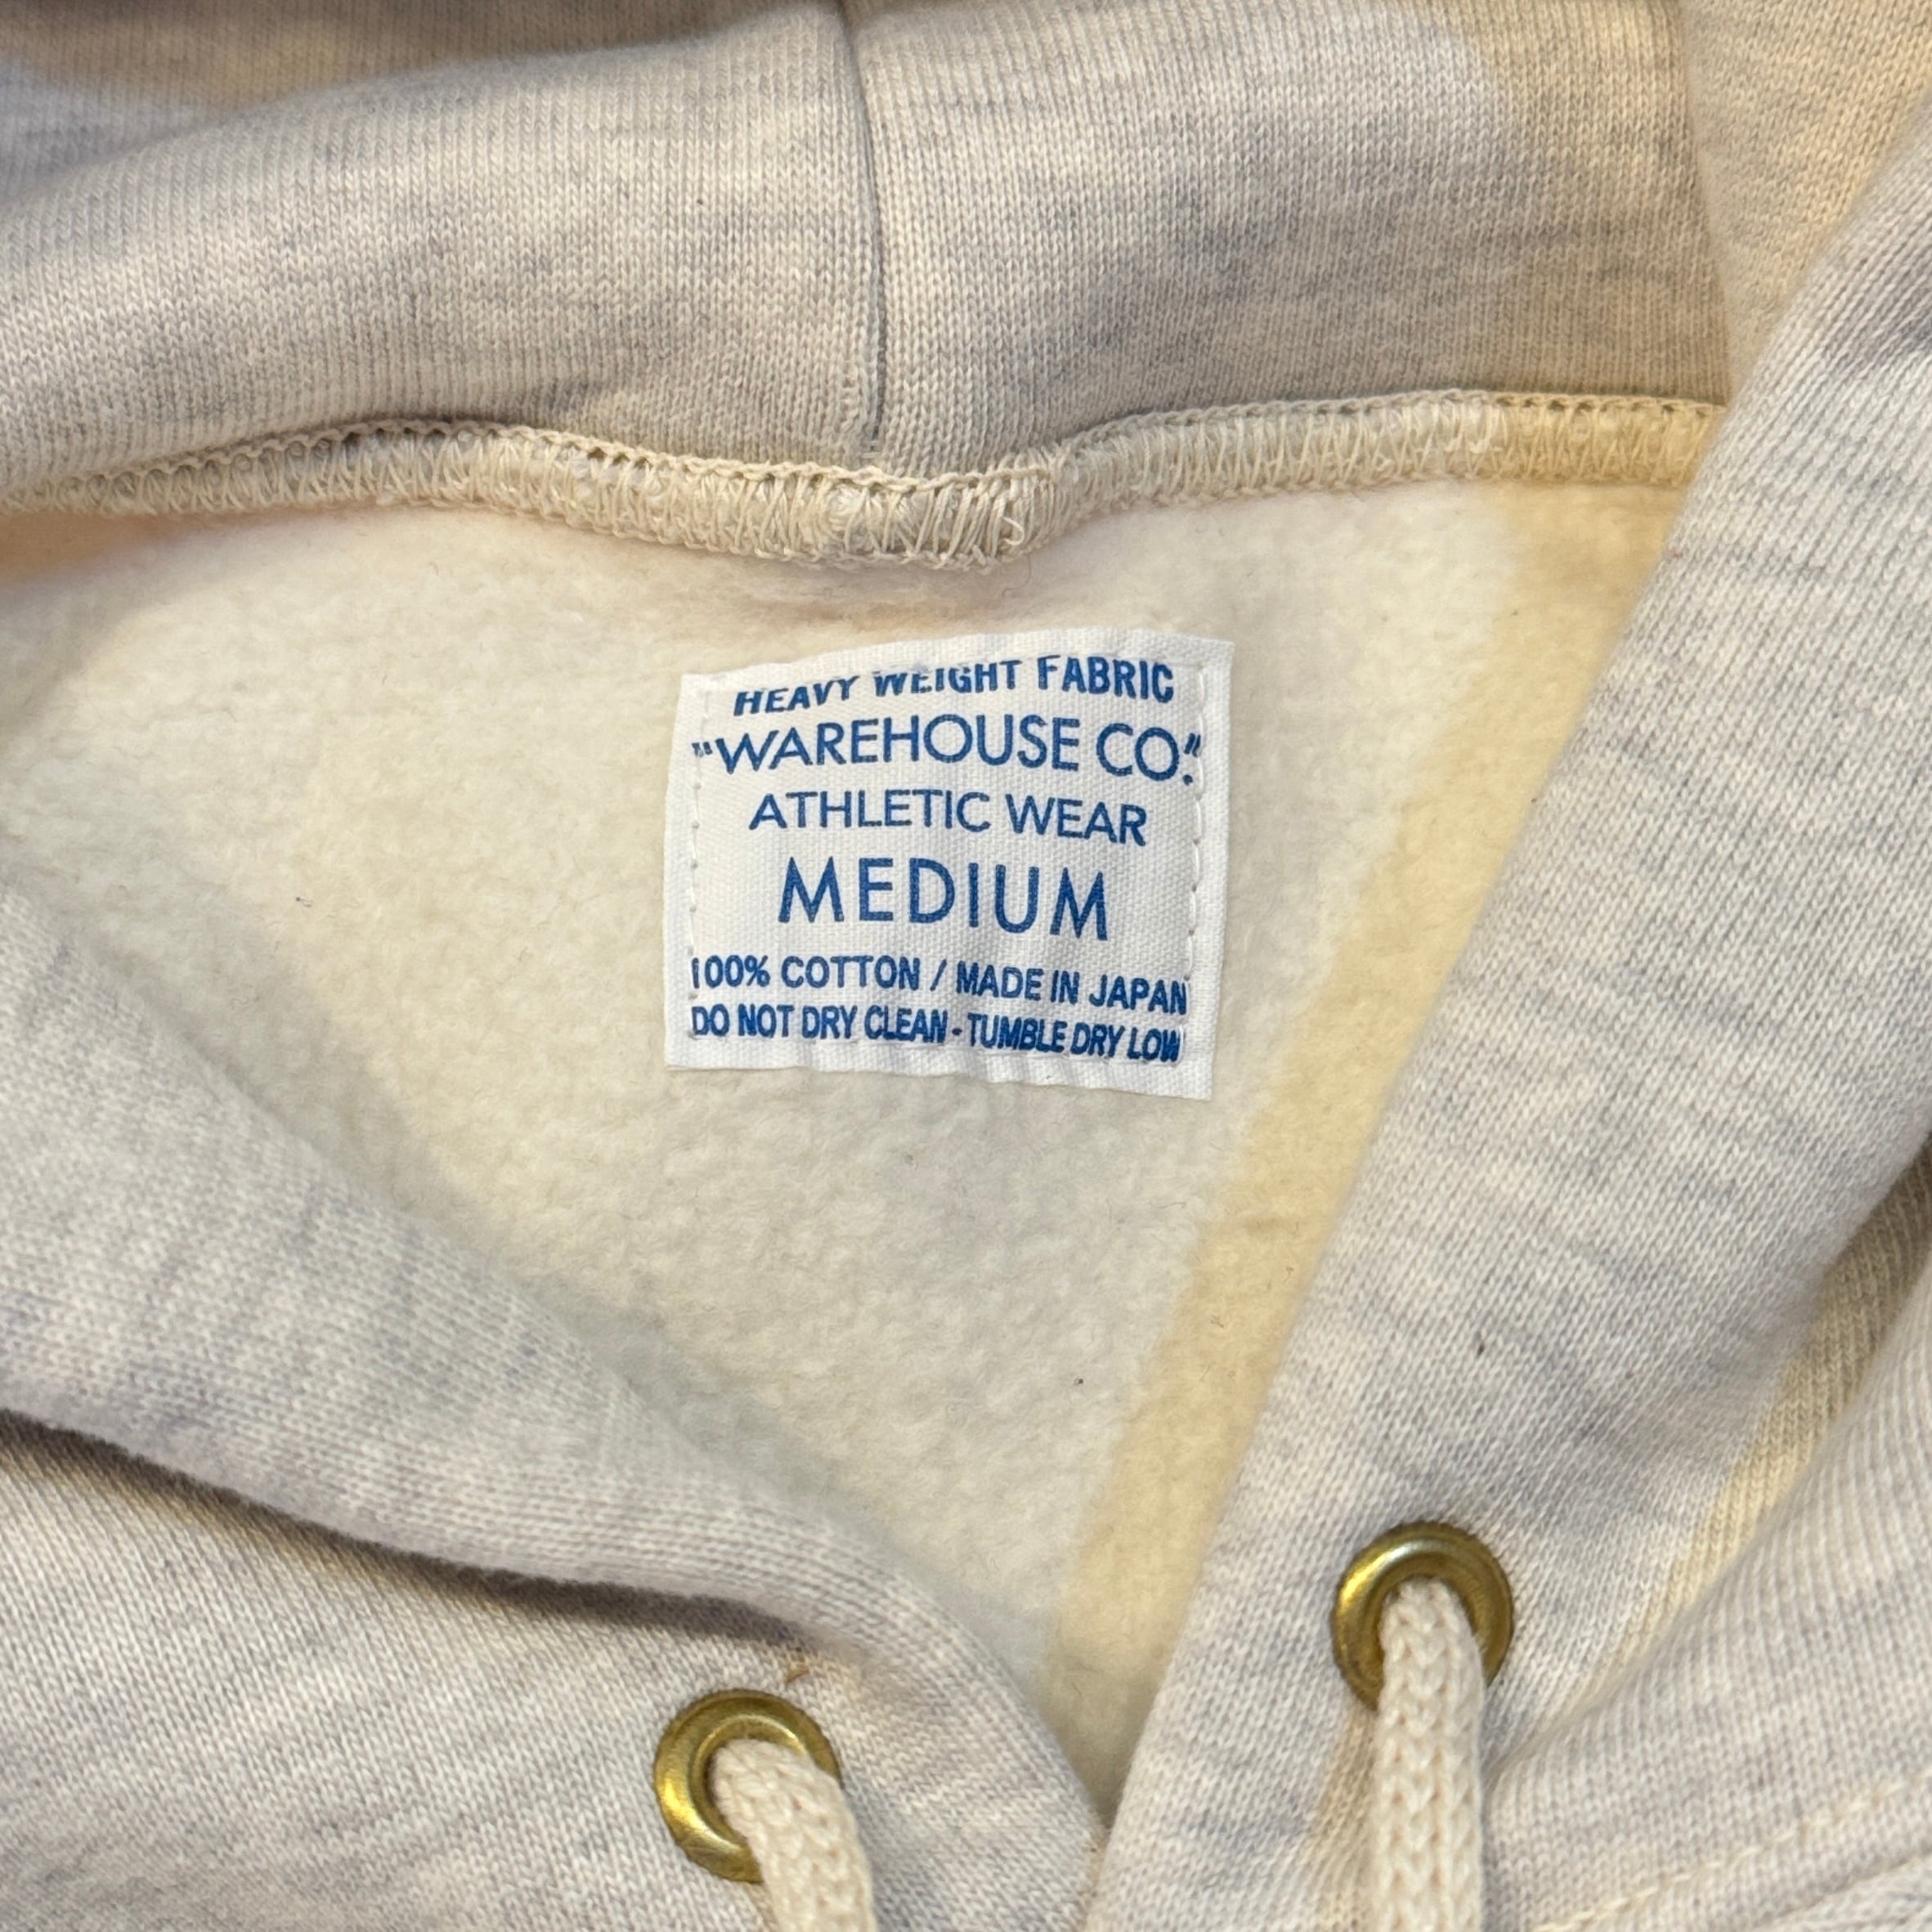 HEAVY WEIGHT FABRIC
"WAREHOUSE CO."
ATHLETIC WEAR
MEDIUM
100% COTTON / MADE IN JAPAN
DO NOT DRY CLEAN - TUMBLE DRY LOW